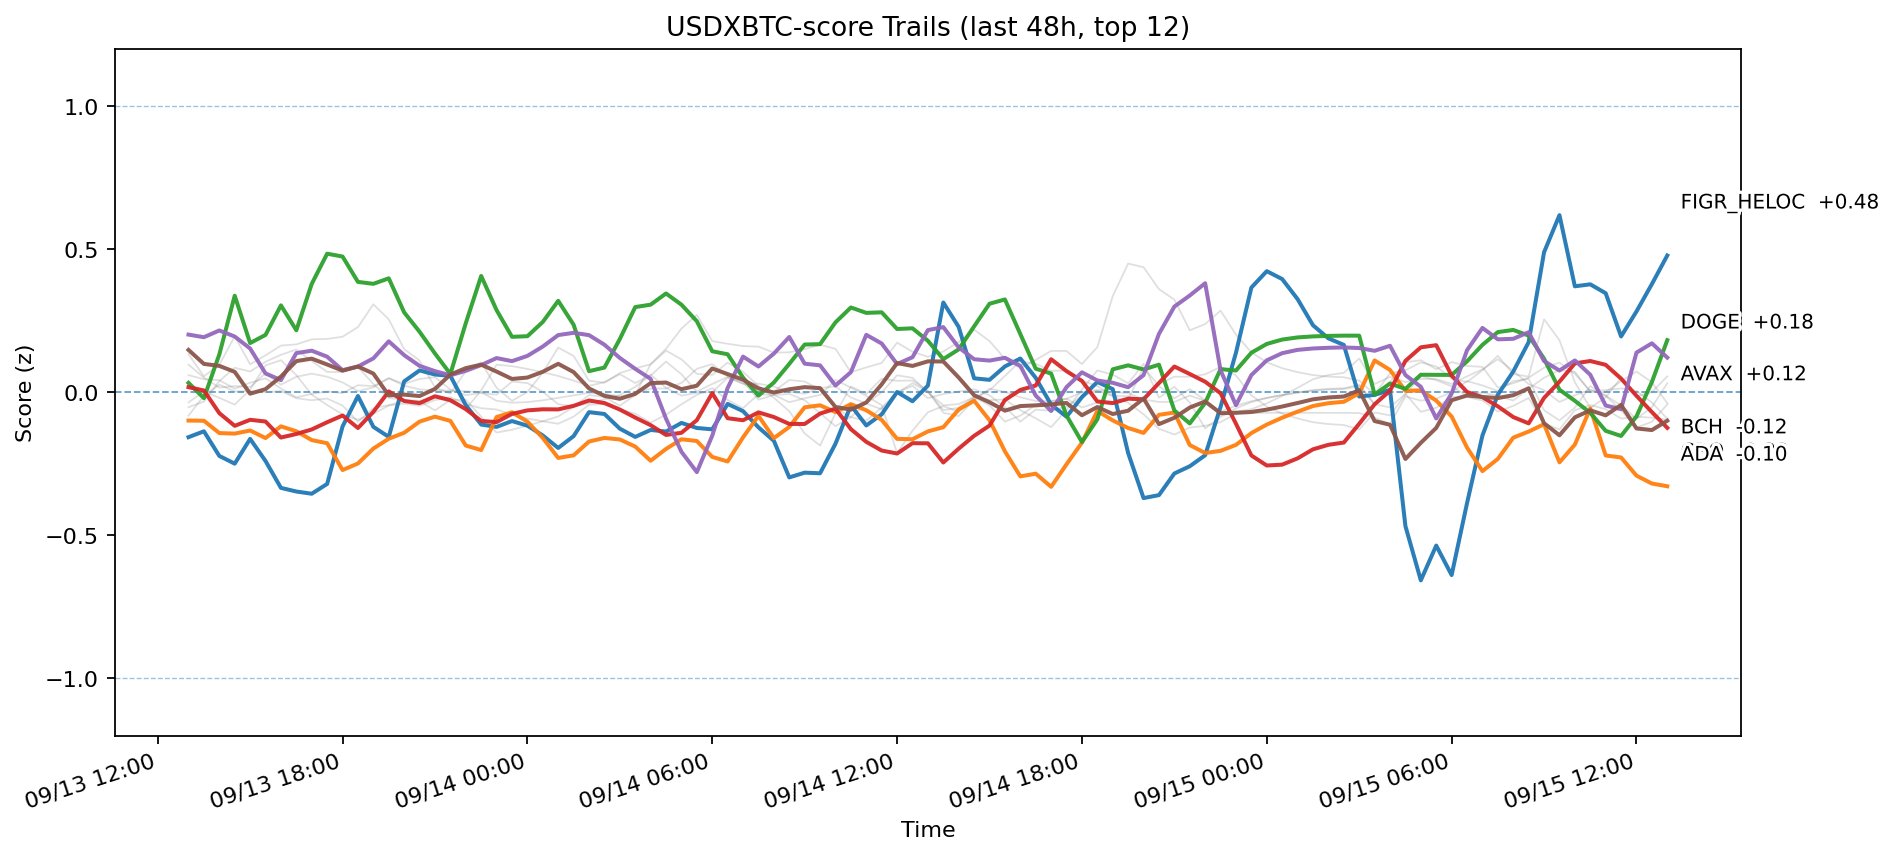 USDXBTC-score Trails (last 48h, top 12)
Score (z)
1.0
0.5
0.0
−0.5
−1.0
FIGR_HELOC +0.48
DOGE +0.18
AVAX +0.12
BCH -0.12
ADA -0.10
09/13 12:00
09/13 18:00
09/14 00:00
09/14 06:00
09/14 12:00
09/14 18:00
09/15 00:00
09/15 06:00
09/15 12:00
Time